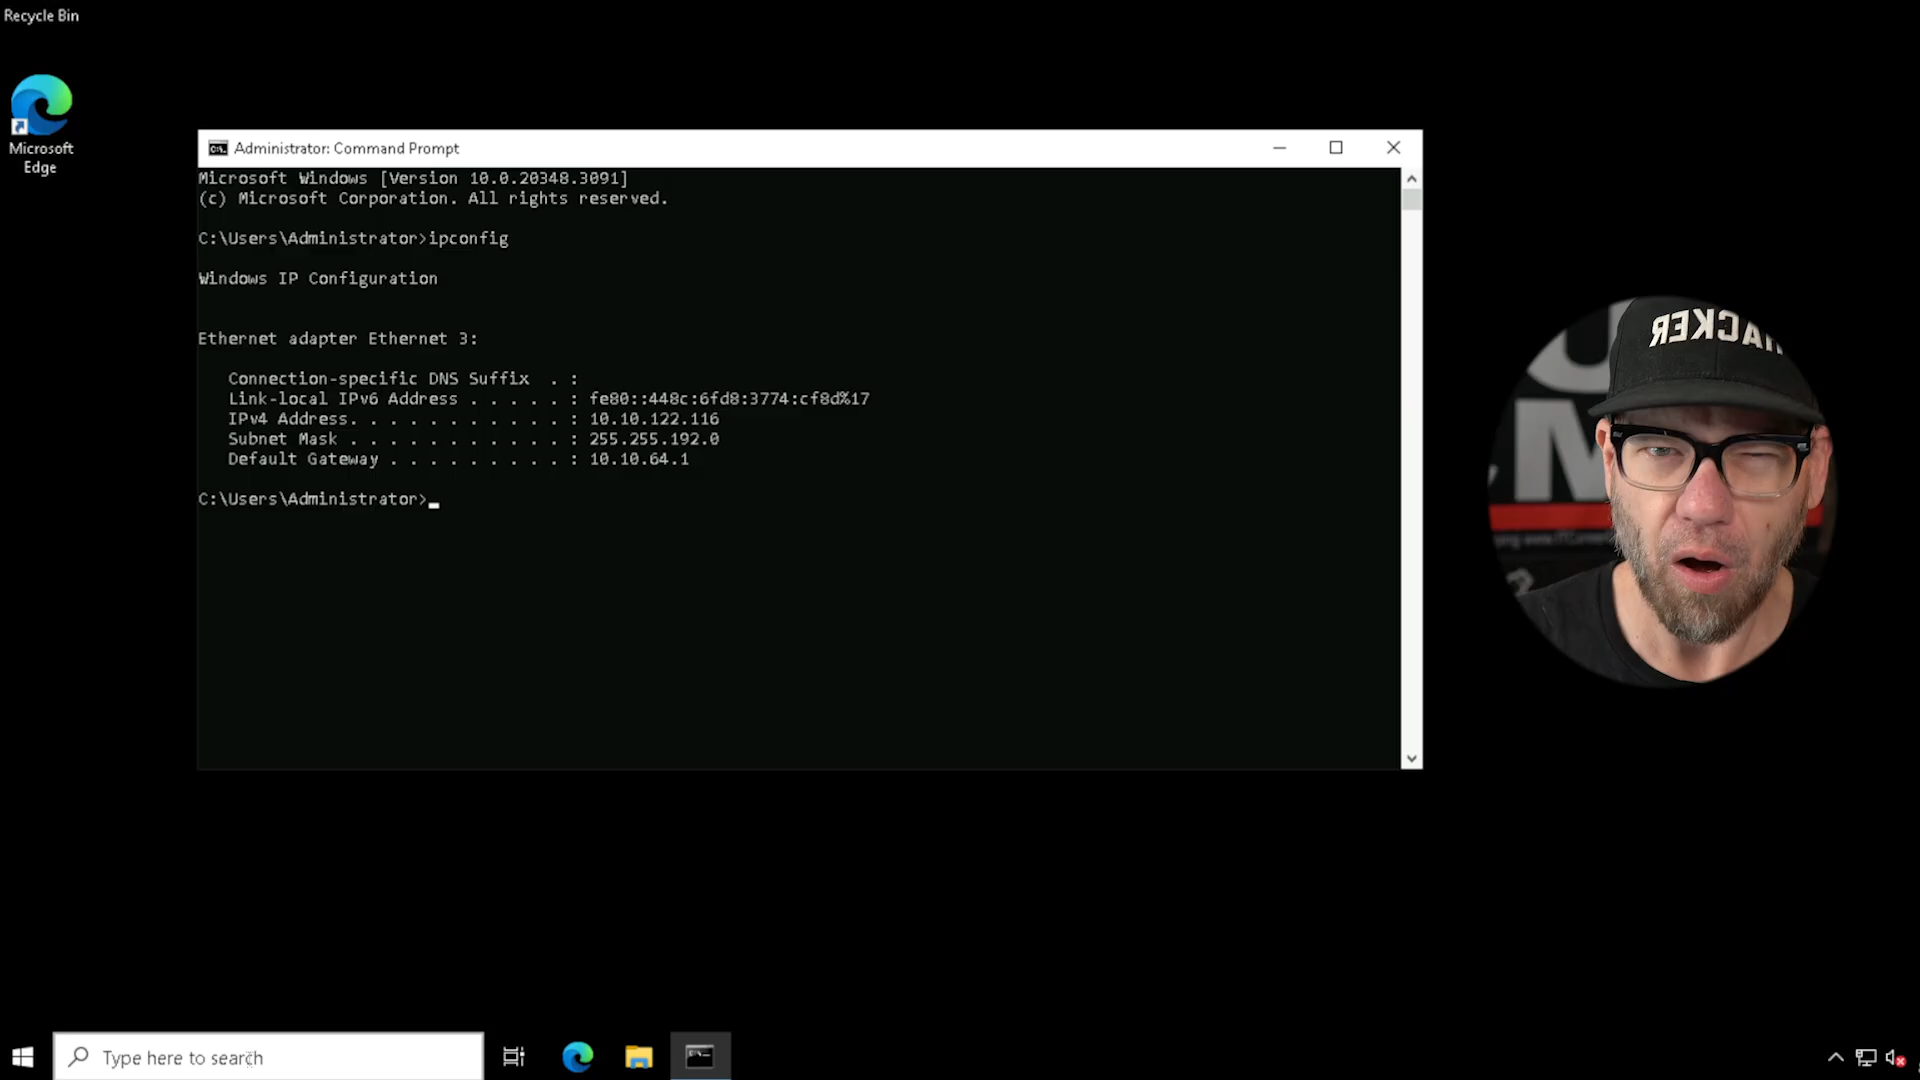 Recycle Bin
Microsoft
Edge
Administrator: Command Prompt
Microsoft Windows [Version 10.0.20348.3091]
(c) Microsoft Corporation. All rights reserved.
C:\Users\Administrator>ipconfig
Windows IP Configuration
Ethernet adapter Ethernet 3:
Connection-specific DNS Suffix . :
Link-local IPv6 Address . . . . . : fe80::448c:6fd8:3774:cf8d%17
IPv4 Address. . . . . . . . . . . : 10.10.122.116
Subnet Mask . . . . . . . . . . . : 255.255.192.0
Default Gateway . . . . . . . . . : 10.10.64.1
C:\Users\Administrator>
HACKER
Type here to search